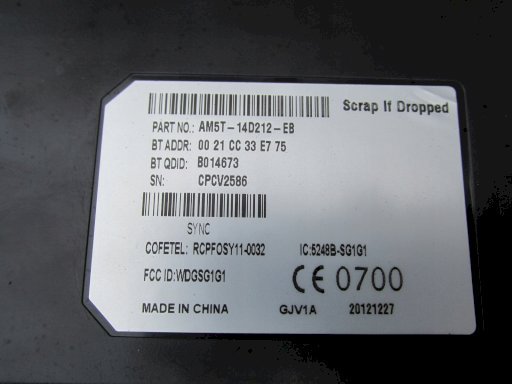 Scrap If Dropped
PART NO.: AM5T-14D212-EB
BT ADDR: 00 21 CC 33 E7 75
BT QDID: B014673
SN: CPCV2586
SYNC
COFETEL: RCPFOSY11-0032 IC:5248B-SG1G1
FCC ID:WDGSG1G1 CE 0700
MADE IN CHINA GJV1A 20121227